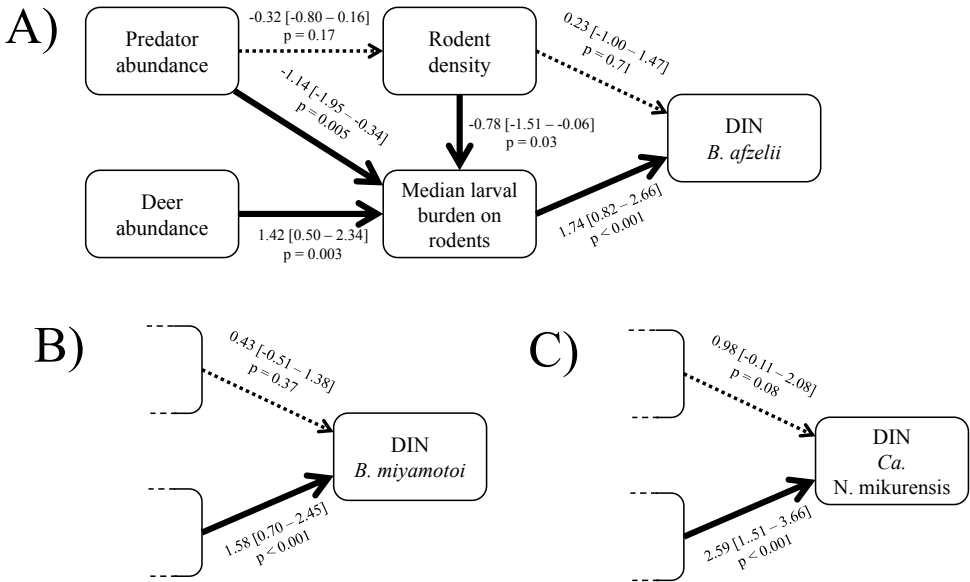 A)
Predator
abundance
-0.32 [-0.80 – 0.16]
p = 0.17
Rodent
density
0.23 [-1.00 – 1.47]
p = 0.71
-1.14 [-1.95 – -0.34]
p = 0.005
-0.78 [-1.51 – -0.06]
p = 0.03
DIN
B. afzelii
Deer
abundance
1.42 [0.50 – 2.34]
p = 0.003
Median larval
burden on
rodents
1.74 [0.82 – 2.66]
p < 0.001
B)
0.43 [-0.51 – 1.38]
p = 0.37
DIN
B. miyamotoi
1.58 [0.70 – 2.45]
p < 0.001
C)
0.98 [-0.11 – 2.08]
p = 0.08
DIN
Ca.
N. mikurensis
2.59 [1..51 – 3.66]
p < 0.001